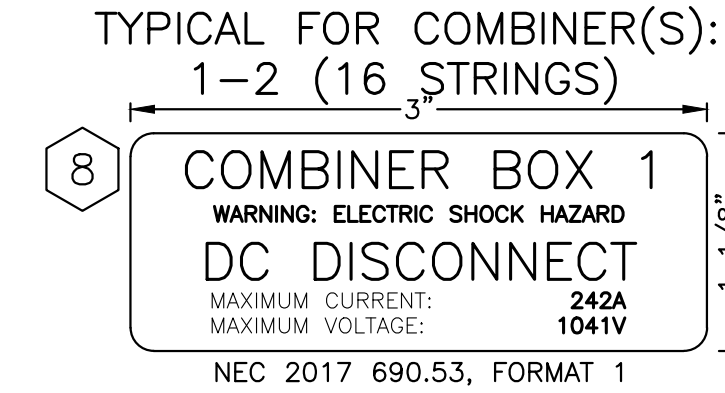 TYPICAL FOR COMBINER(S):
1-2 (16 STRINGS)
3"
8
COMBINER BOX 1
WARNING: ELECTRIC SHOCK HAZARD
DC DISCONNECT
MAXIMUM CURRENT: 242A
MAXIMUM VOLTAGE: 1041V
NEC 2017 690.53, FORMAT 1